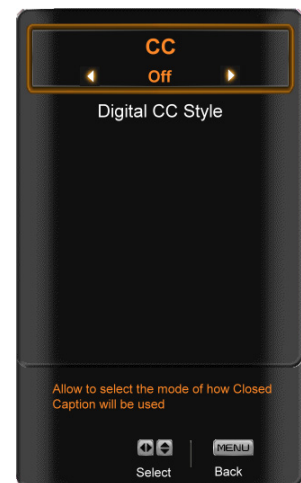 CC
Off
Digital CC Style
Allow to select the mode of how Closed
Caption will be used
MENU
Select Back